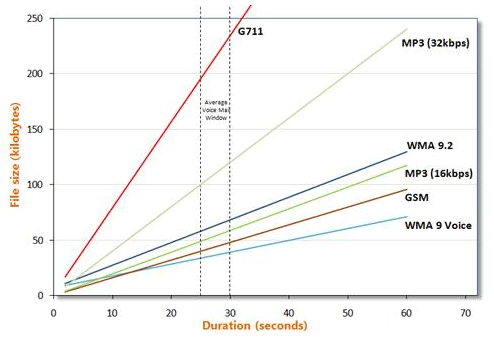 250
G711
MP3 (32kbps)
200
Average
Voice Mail
Window
150
WMA 9.2
MP3 (16kbps)
100
GSM
WMA 9 Voice
50
0
File size (kilobytes)
0 10 20 30 40 50 60 70
Duration (seconds)